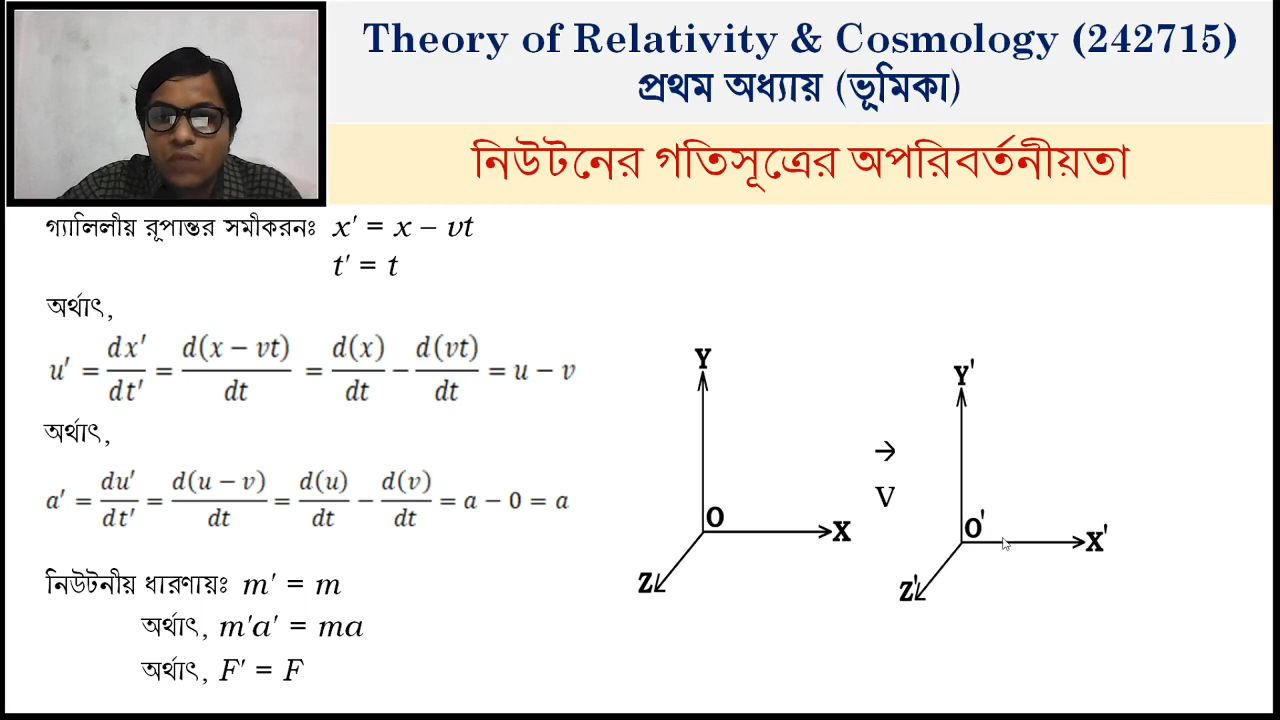 Theory of Relativity & Cosmology (242715)
প্রথম অধ্যায় (ভূমিকা)
নিউটনের গতিসূত্রের অপরিবর্তনীয়তা
গ্যালিলীয় রূপান্তর সমীকরনঃ x' = x – vt
t' = t
অর্থাৎ,
u' = dx'/dt' = d(x − vt)/dt = d(x)/dt − d(vt)/dt = u − v
অর্থাৎ,
a' = du'/dt' = d(u − v)/dt = d(u)/dt − d(v)/dt = a − 0 = a
নিউটনীয় ধারণায়ঃ m' = m
অর্থাৎ, m'a' = ma
অর্থাৎ, F' = F
Y
O
X
Z
→
V
Y'
O'
X'
Z'